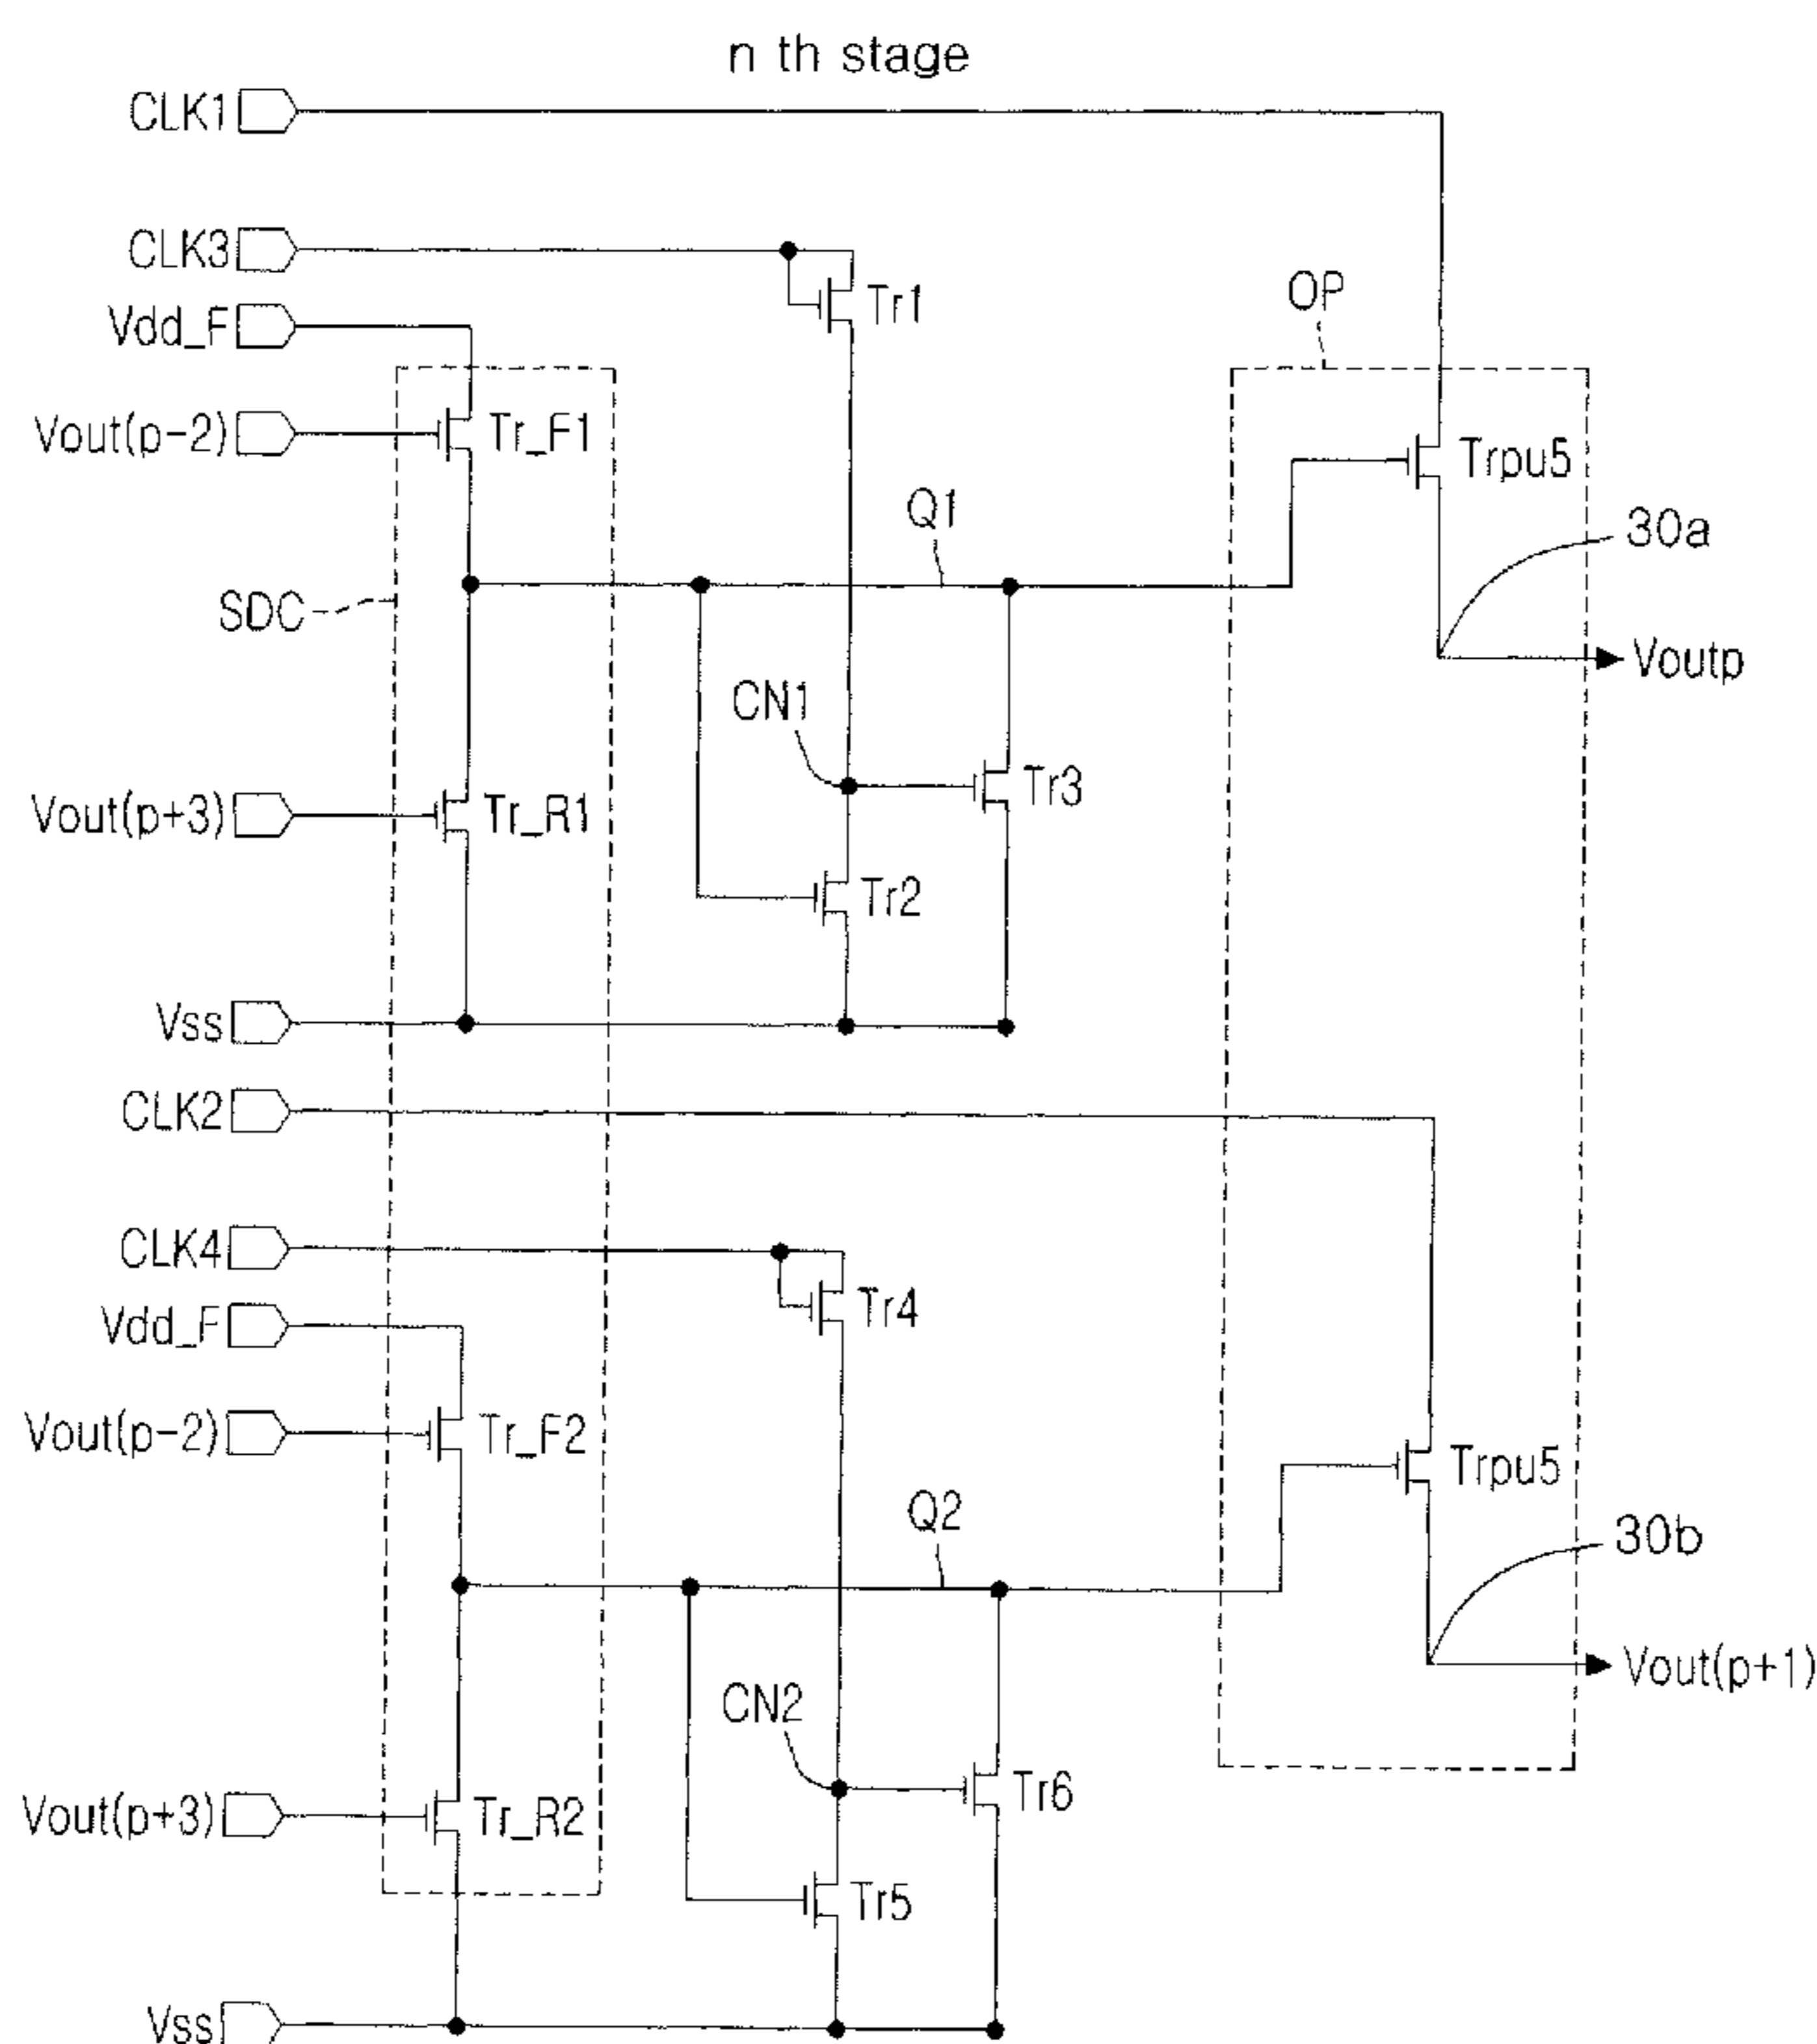 n th stage
CLK1
CLK3
OP
Vdd_F
Tr1
Vout(p-2)
Tr_F1
Trpu5
Q1
30a
SDC
Voutp
CN1
Vout(p+3)
Tr_R1
Tr3
Tr2
Vss
CLK2
CLK4
Tr4
Vdd_F
Vout(p-2)
Tr_F2
Trpu5
Q2
30b
Vout(p+1)
CN2
Vout(p+3)
Tr_R2
Tr6
Tr5
Vss